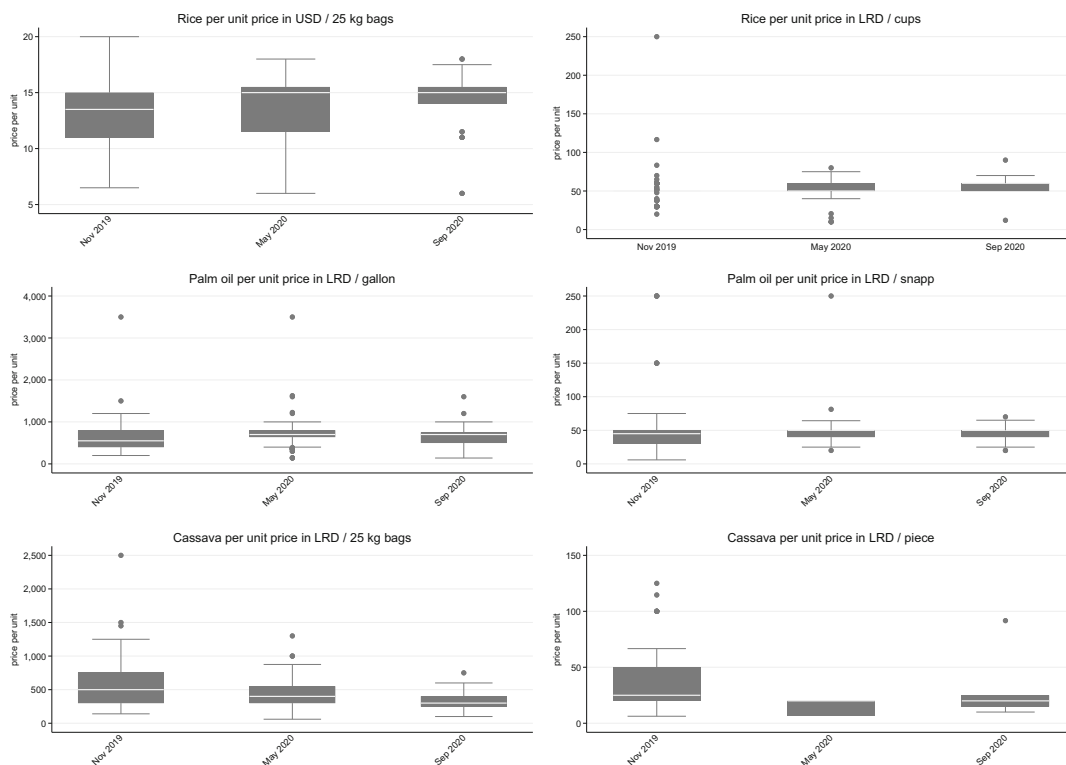 Rice per unit price in USD / 25 kg bags
20
15
10
5
price per unit
Nov 2019
May 2020
Sep 2020
Rice per unit price in LRD / cups
250
200
150
100
50
0
price per unit
Nov 2019
May 2020
Sep 2020
Palm oil per unit price in LRD / gallon
4,000
3,000
2,000
1,000
0
price per unit
Nov 2019
May 2020
Sep 2020
Palm oil per unit price in LRD / snapp
250
200
150
100
50
0
price per unit
Nov 2019
May 2020
Sep 2020
Cassava per unit price in LRD / 25 kg bags
2,500
2,000
1,500
1,000
500
0
price per unit
Nov 2019
May 2020
Sep 2020
Cassava per unit price in LRD / piece
150
100
50
0
price per unit
Nov 2019
May 2020
Sep 2020